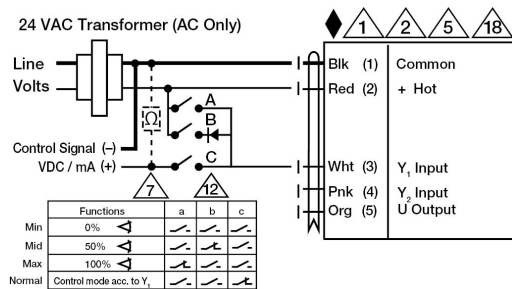 24 VAC Transformer (AC Only)
1 2 5 18
Line
Volts
Blk (1) Common
Red (2) + Hot
A
B
C
Ω
Control Signal (–)
VDC / mA (+)
Wht (3) Y1 Input
Pnk (4) Y2 Input
Org (5) U Output
7 12
Functions a b c
Min 0%
Mid 50%
Max 100%
Normal Control mode acc. to Y1